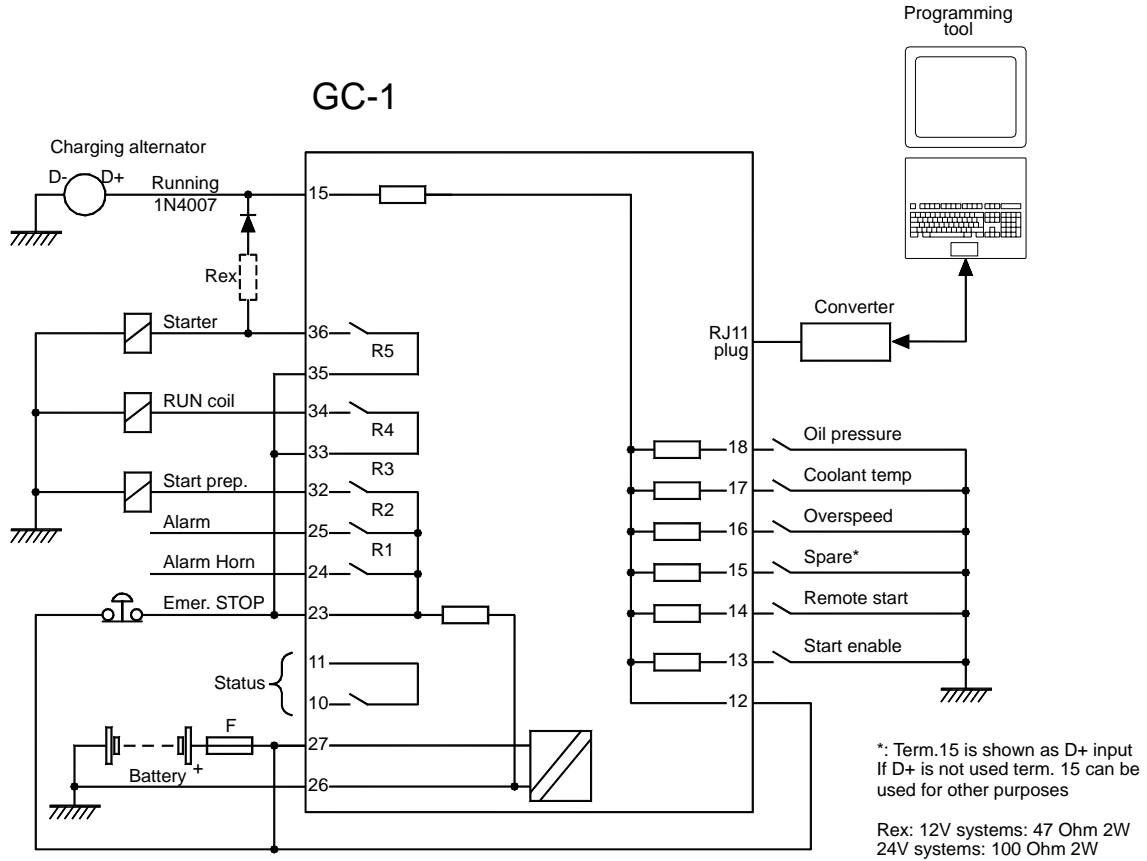 Programming
tool
GC-1
Charging alternator
D-
D+
Running
1N4007
15
Rex
Starter
36
R5
35
RUN coil
34
R4
33
R3
Start prep.
32
R2
Alarm
25
R1
Alarm Horn
24
Emer. STOP
23
Status
11
10
F
27
Battery
+
26
Converter
RJ11
plug
18
Oil pressure
17
Coolant temp
16
Overspeed
15
Spare*
14
Remote start
13
Start enable
12
*: Term.15 is shown as D+ input
If D+ is not used term. 15 can be
used for other purposes
Rex: 12V systems: 47 Ohm 2W
24V systems: 100 Ohm 2W